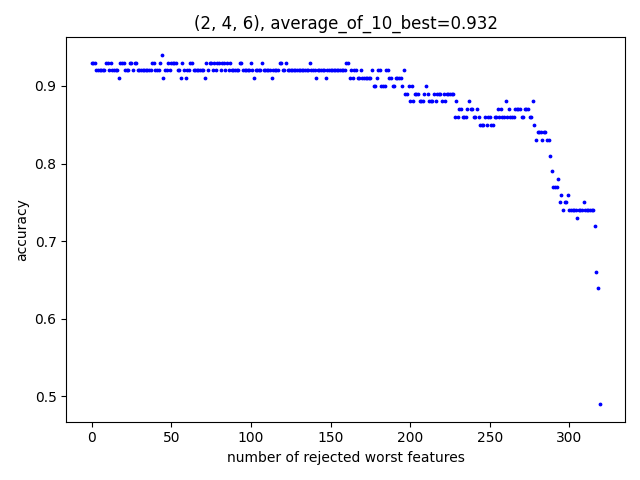 (2, 4, 6), average_of_10_best=0.932
0.9
0.8
0.7
0.6
0.5
accuracy
0 50 100 150 200 250 300
number of rejected worst features